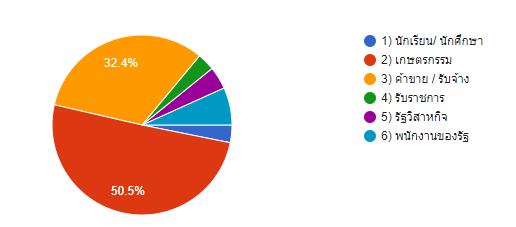 32.4%
50.5%
1) นักเรียน/ นักศึกษา
2) เกษตรกรรม
3) ค้าขาย / รับจ้าง
4) รับราชการ
5) รัฐวิสาหกิจ
6) พนักงานของรัฐ